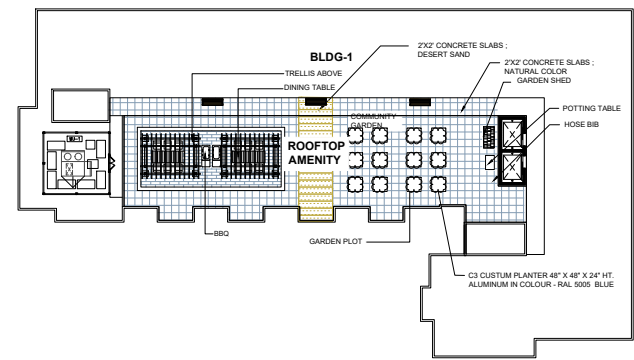 BLDG-1
2'X2' CONCRETE SLABS ;
DESERT SAND
2'X2' CONCRETE SLABS ;
NATURAL COLOR
TRELLIS ABOVE
GARDEN SHED
DINING TABLE
POTTING TABLE
COMMUNITY
GARDEN
HOSE BIB
ROOFTOP
AMENITY
BBQ
GARDEN PLOT
C3 CUSTUM PLANTER 48" X 48" X 24" HT.
ALUMINUM IN COLOUR - RAL 5005 BLUE